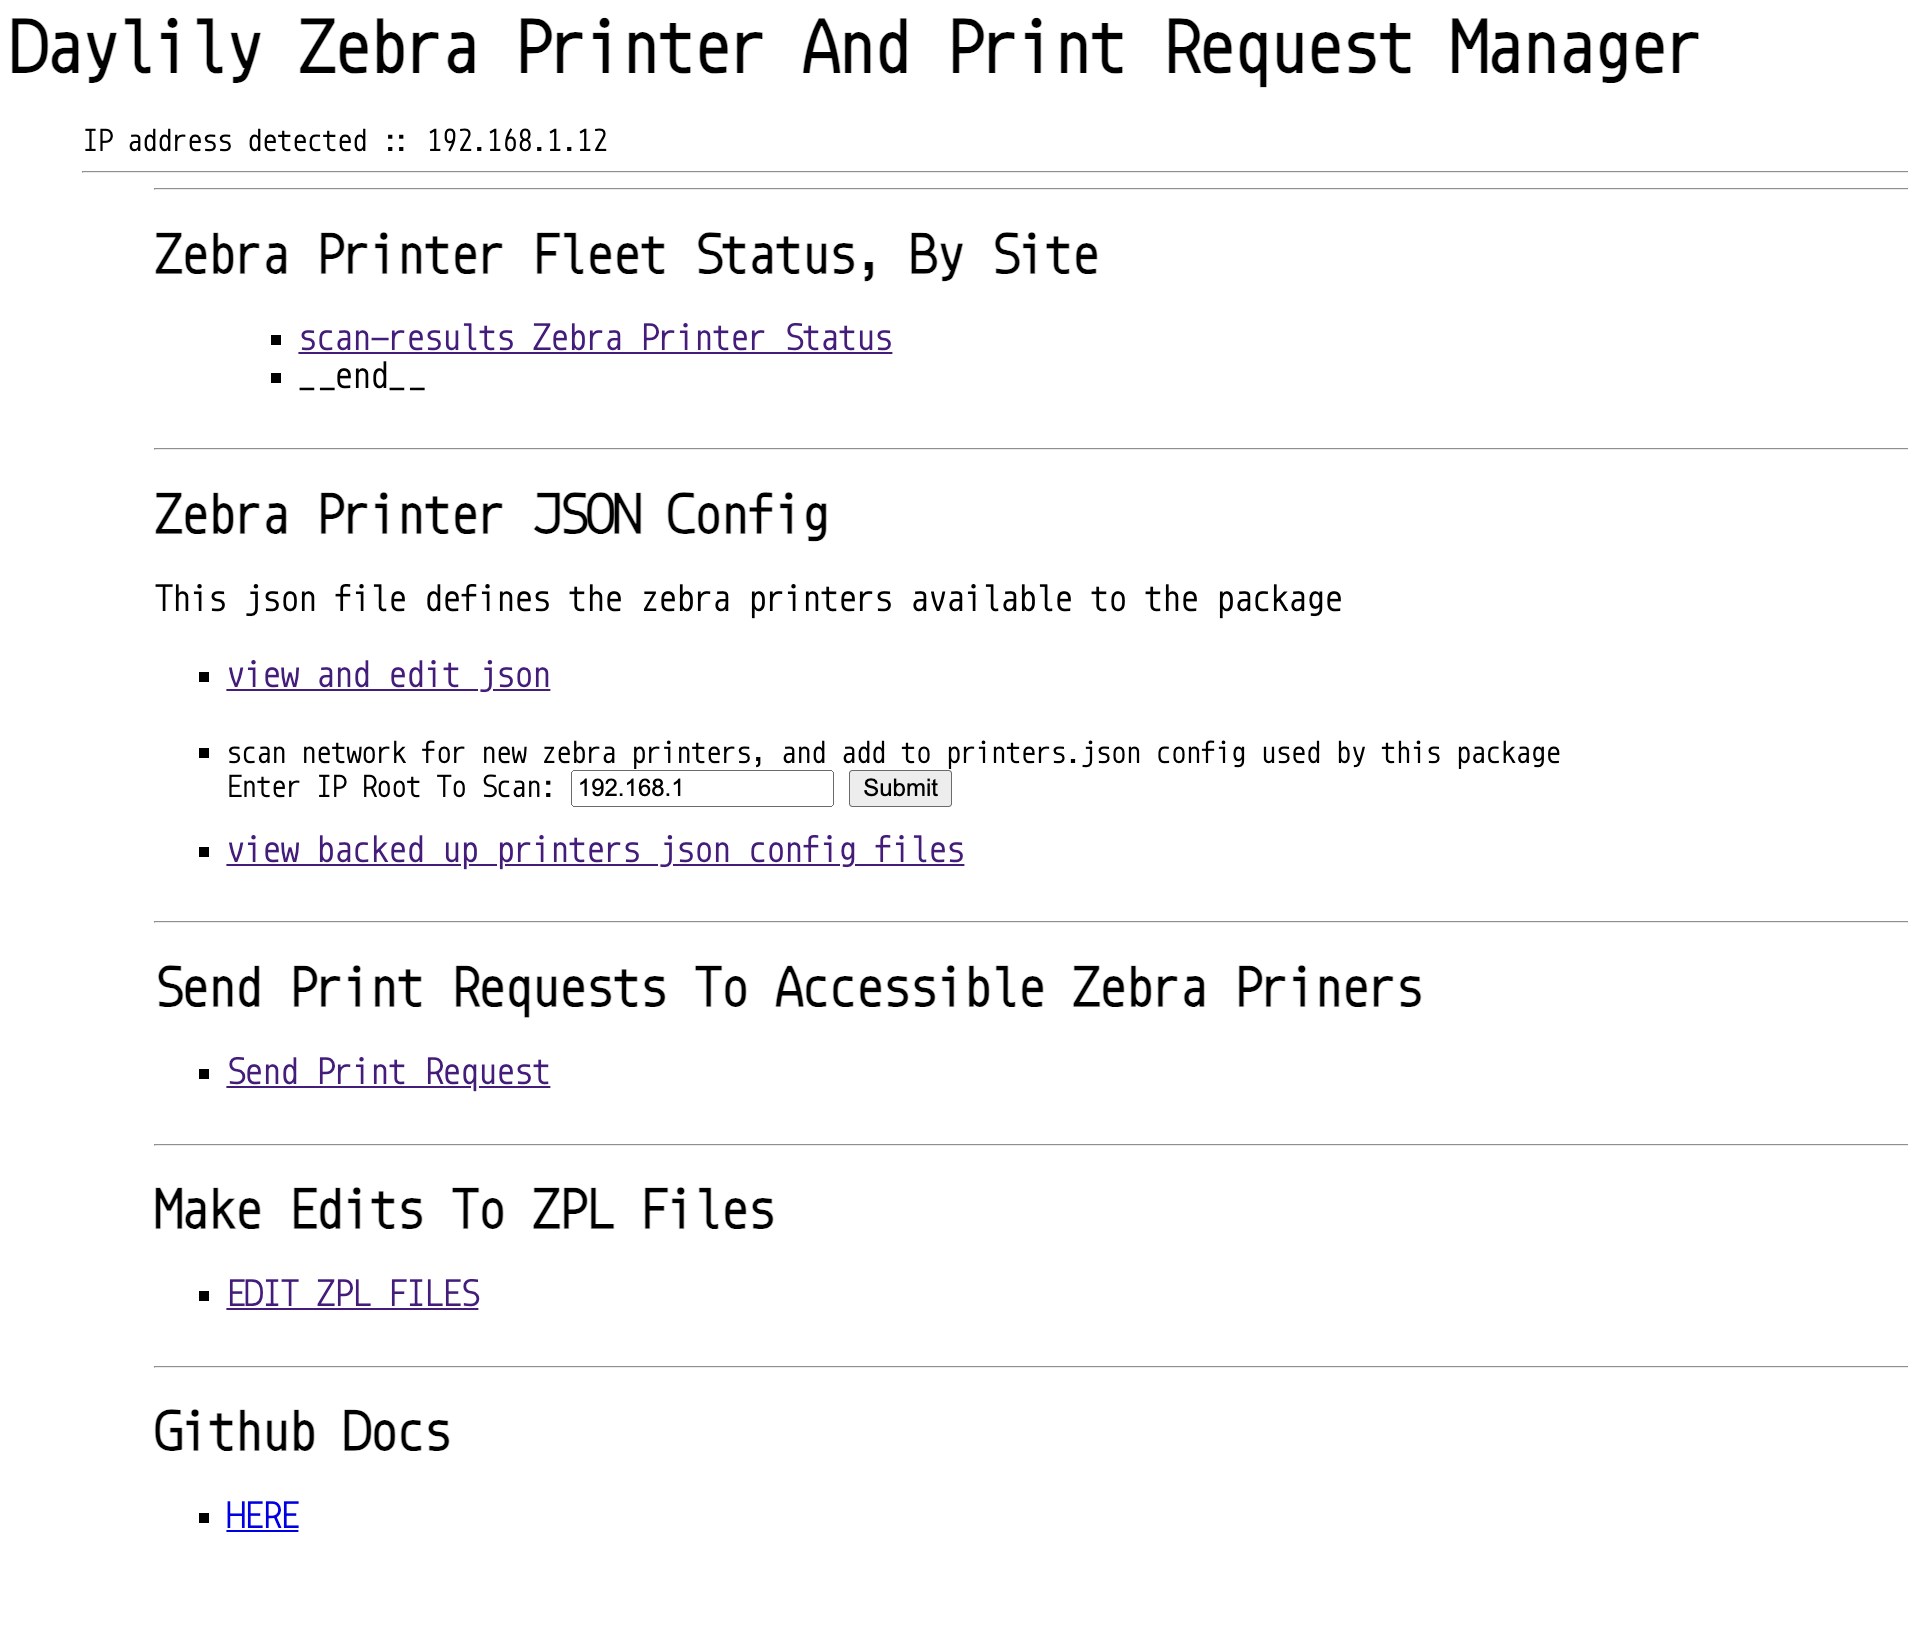 Daylily Zebra Printer And Print Request Manager
IP address detected :: 192.168.1.12
Zebra Printer Fleet Status, By Site
scan-results Zebra Printer Status
__end__
Zebra Printer JSON Config
This json file defines the zebra printers available to the package
view and edit json
scan network for new zebra printers, and add to printers.json config used by this package
Enter IP Root To Scan: 192.168.1 Submit
view backed up printers json config files
Send Print Requests To Accessible Zebra Priners
Send Print Request
Make Edits To ZPL Files
EDIT ZPL FILES
Github Docs
HERE